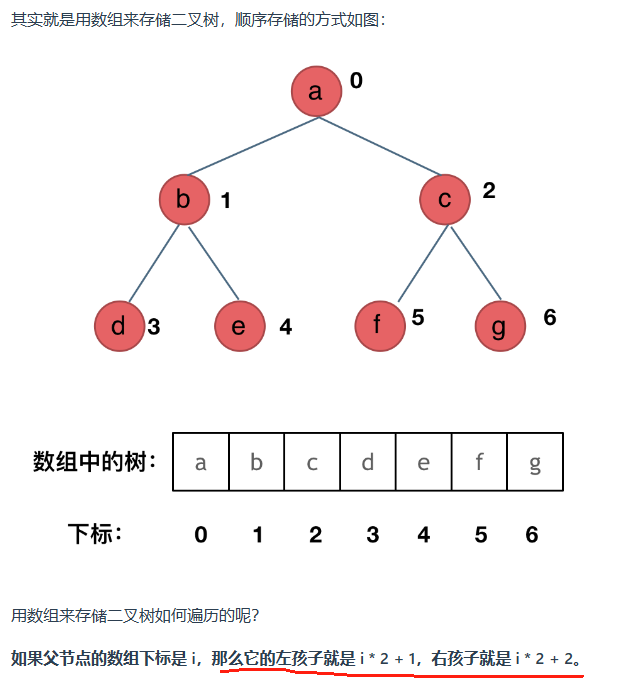 其实就是用数组来存储二叉树，顺序存储的方式如图：
a 0
b 1 c 2
d 3 e 4 f 5 g 6
数组中的树： a b c d e f g
下标： 0 1 2 3 4 5 6
用数组来存储二叉树如何遍历的呢？
如果父节点的数组下标是 i，那么它的左孩子就是 i * 2 + 1，右孩子就是 i * 2 + 2。